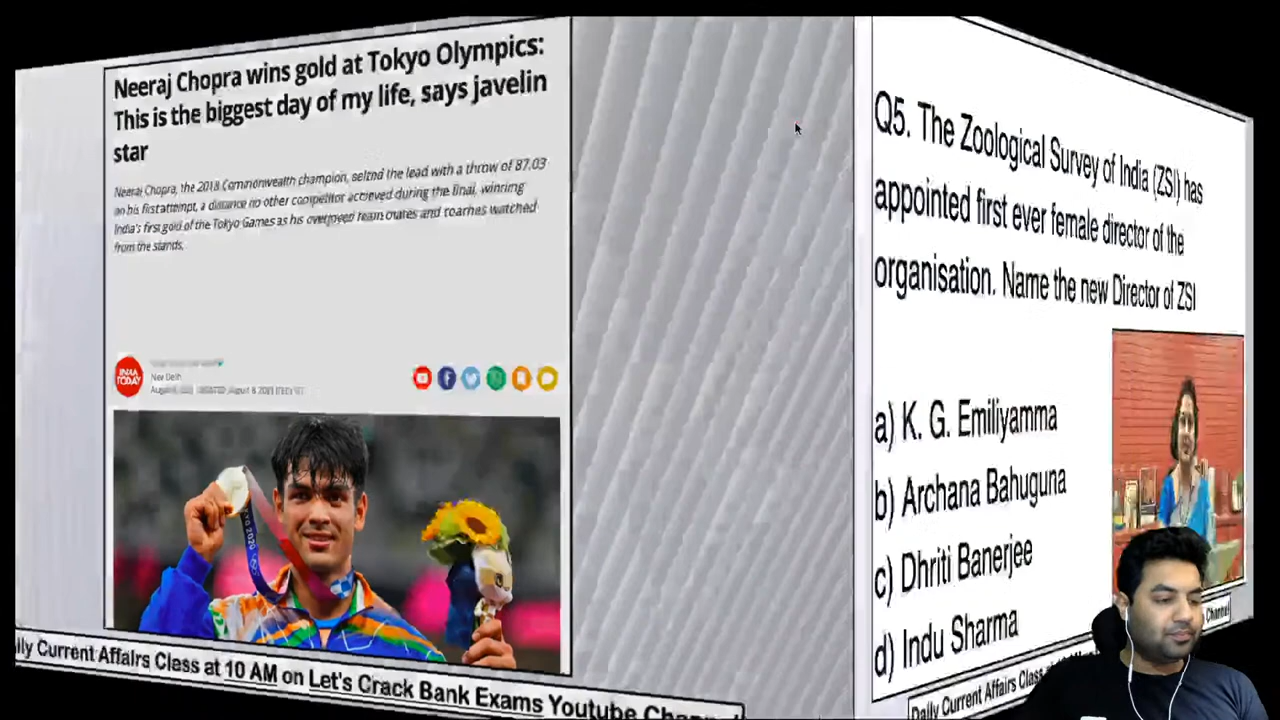 Neeraj Chopra wins gold at Tokyo Olympics:
This is the biggest day of my life, says javelin
star
Neeraj Chopra, the 2018 Commonwealth champion, seized the lead with a throw of 87.03
on his first attempt, a distance no other competitor achieved during the final, winning
India's first gold of the Tokyo Games as his overjoyed team mates and coaches watched
from the stands.
INDIA
TODAY
New Delhi
TOKYO 2020
ily Current Affairs Class at 10 AM on Let's Crack Bank Exams Youtube Channel
Q5. The Zoological Survey of India (ZSI) has
appointed first ever female director of the
organisation. Name the new Director of ZSI
a) K. G. Emiliyamma
b) Archana Bahuguna
c) Dhriti Banerjee
d) Indu Sharma
Daily Current Affairs Class
Channel